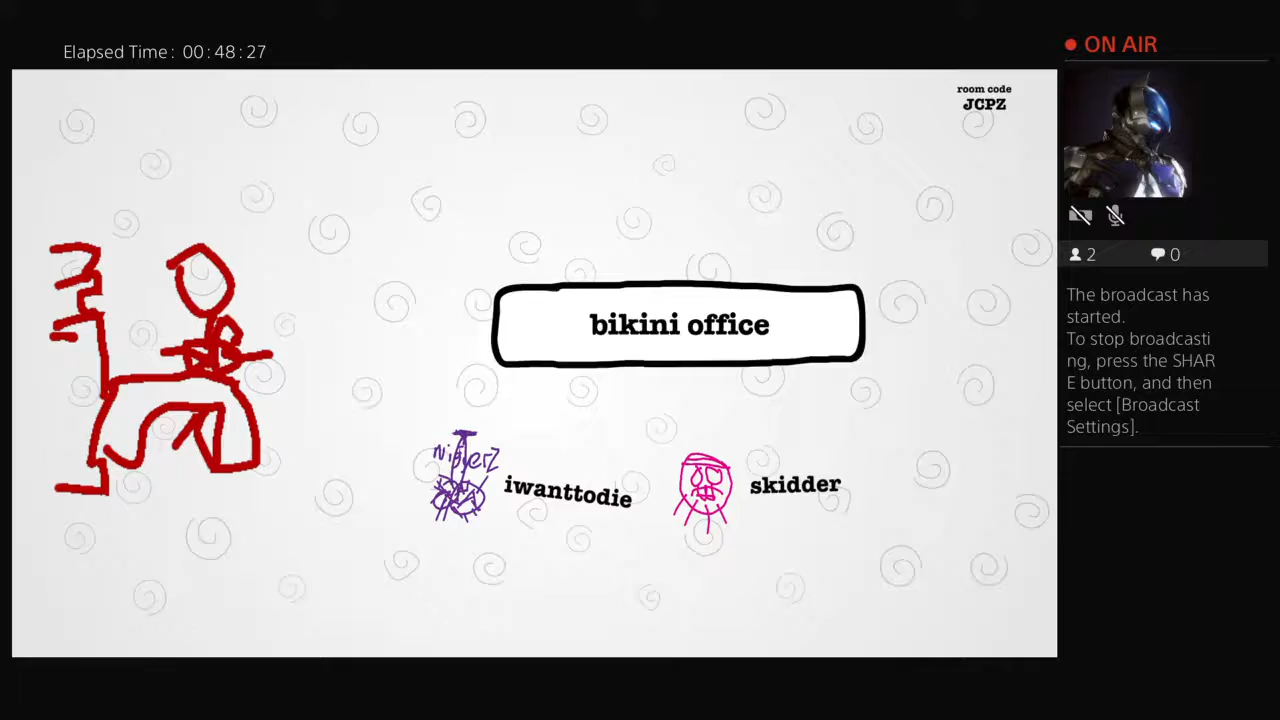 Elapsed Time: 00:48:27
ON AIR
room code
JCPZ
2
0
The broadcast has
started.
To stop broadcasti
ng, press the SHAR
E button, and then
select [Broadcast
Settings].
bikini office
iwanttodie
skidder